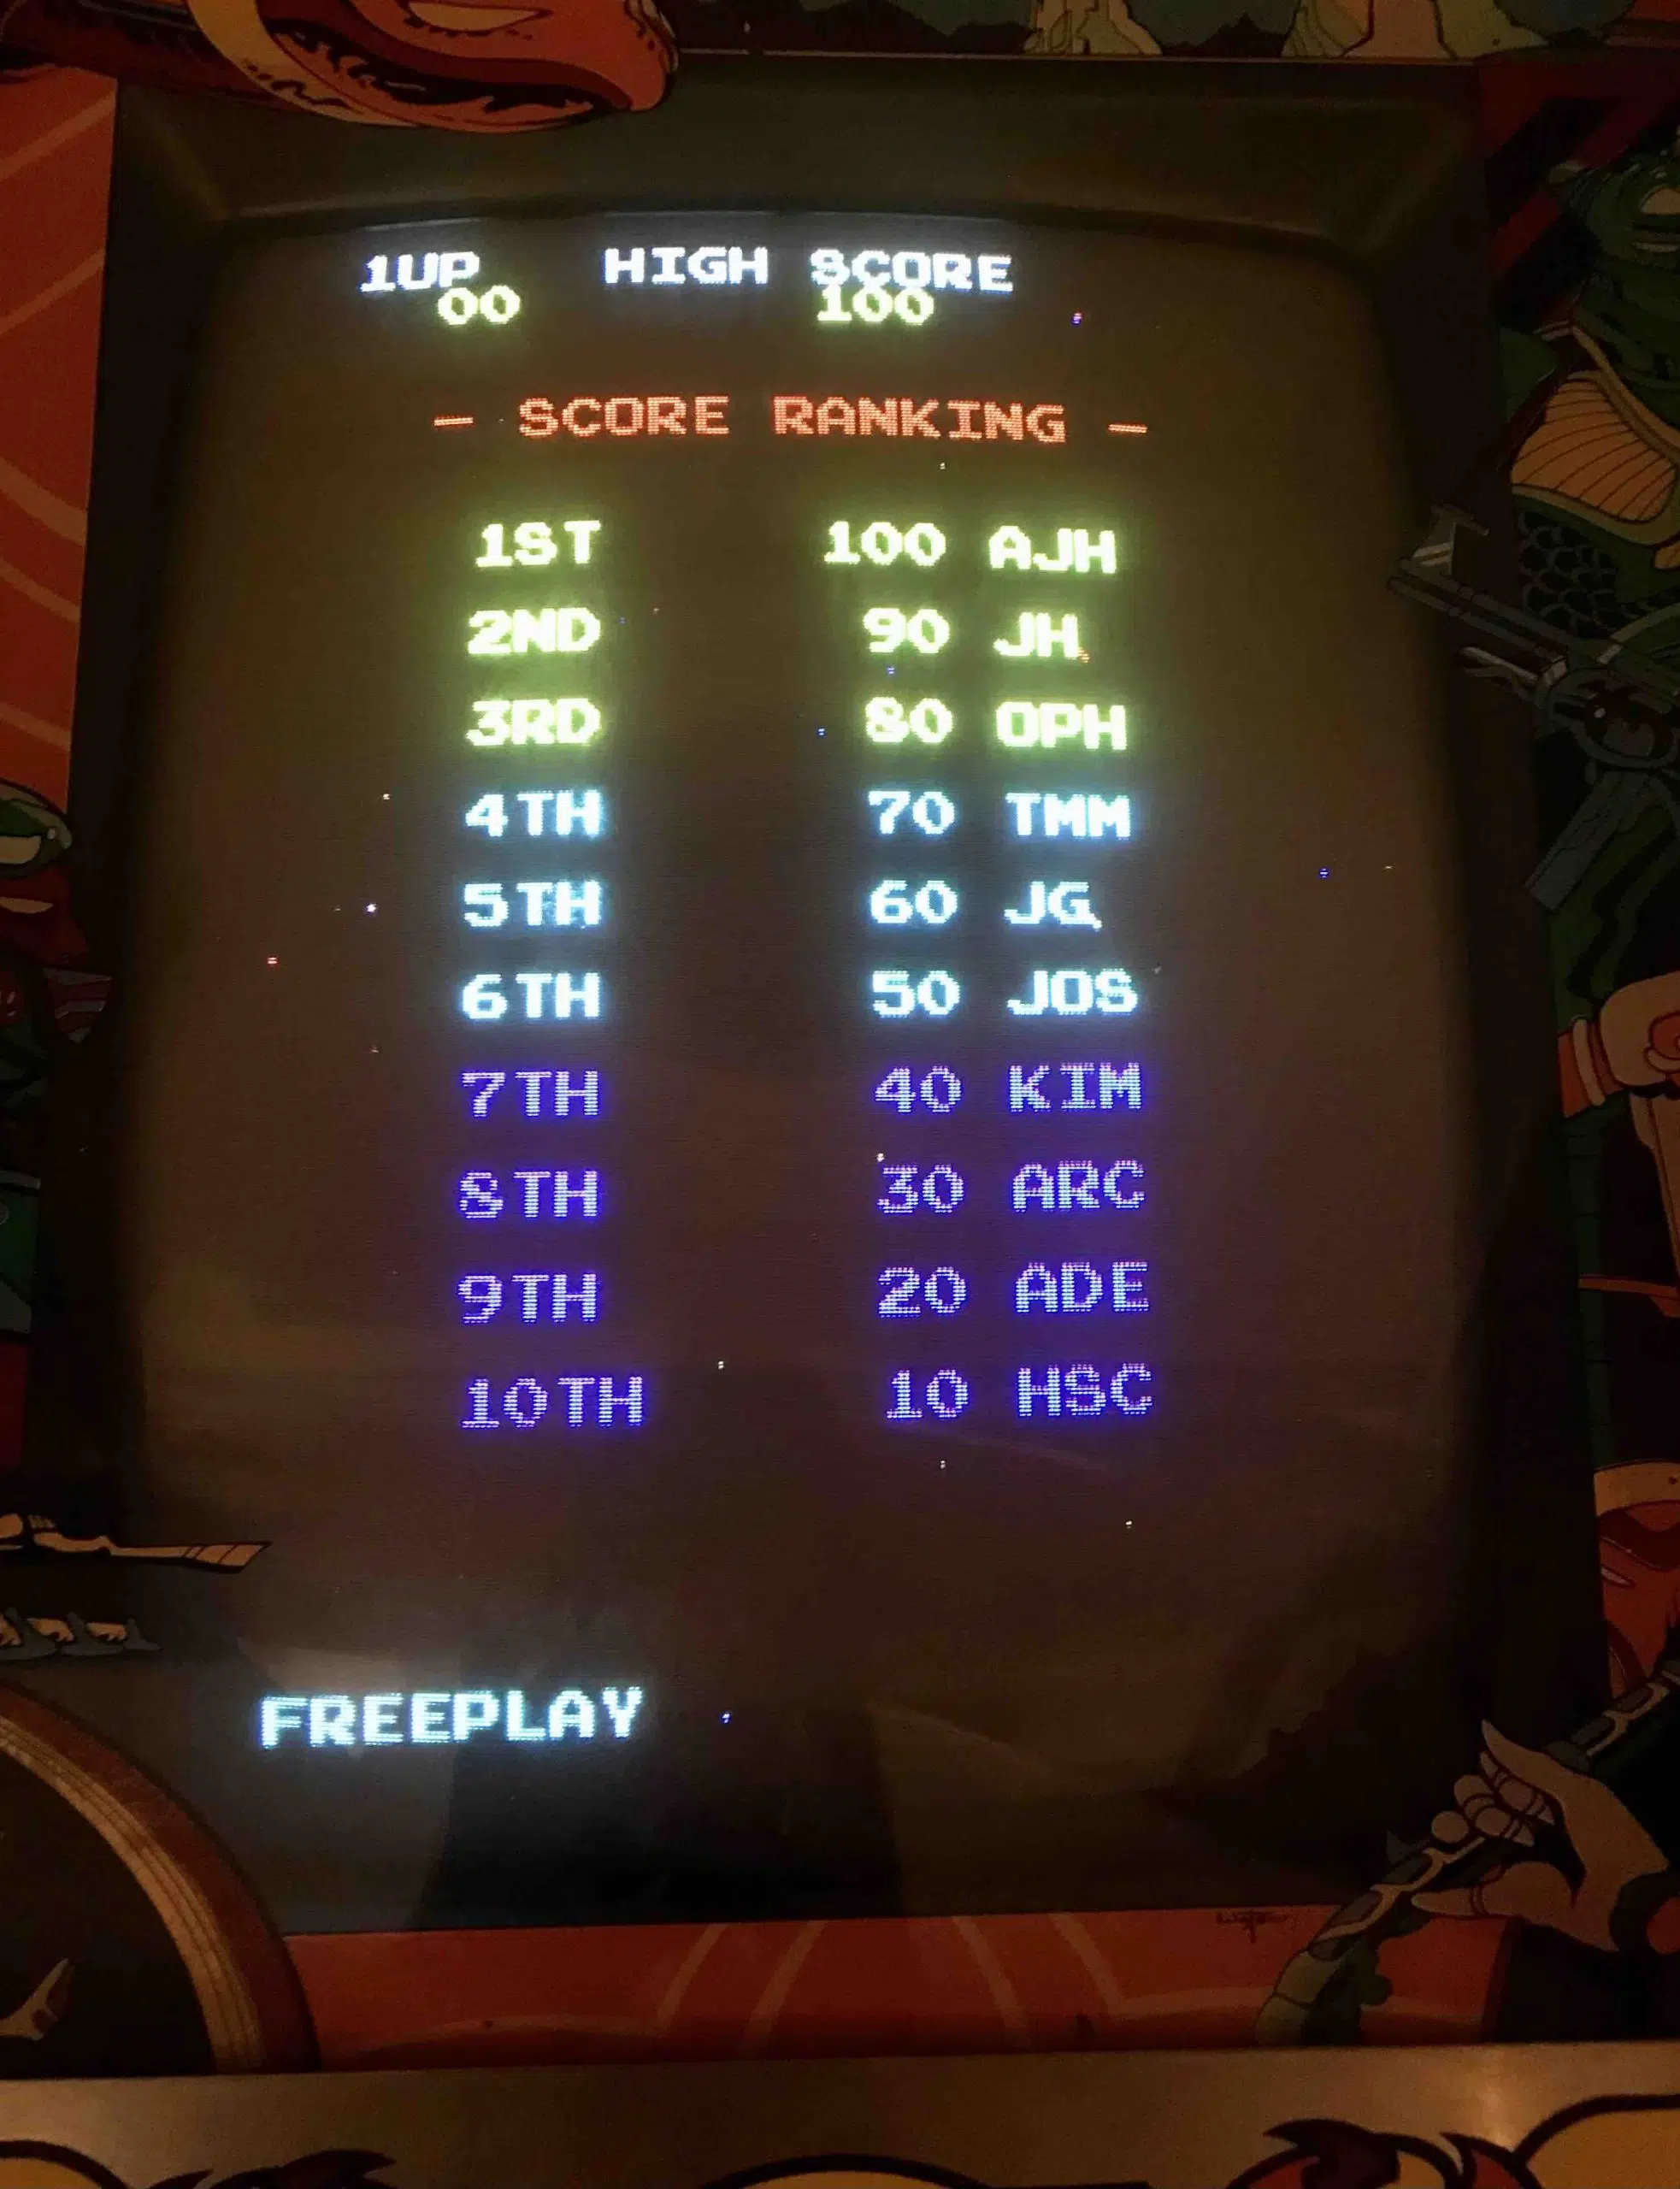 1UP HIGH SCORE
00 100
— SCORE RANKING —
1ST 100 AJH
2ND 90 JH
3RD 80 OPH
4TH 70 TMM
5TH 60 JG
6TH 50 JOS
7TH 40 KIM
8TH 30 ARC
9TH 20 ADE
10TH 10 HSC
FREEPLAY